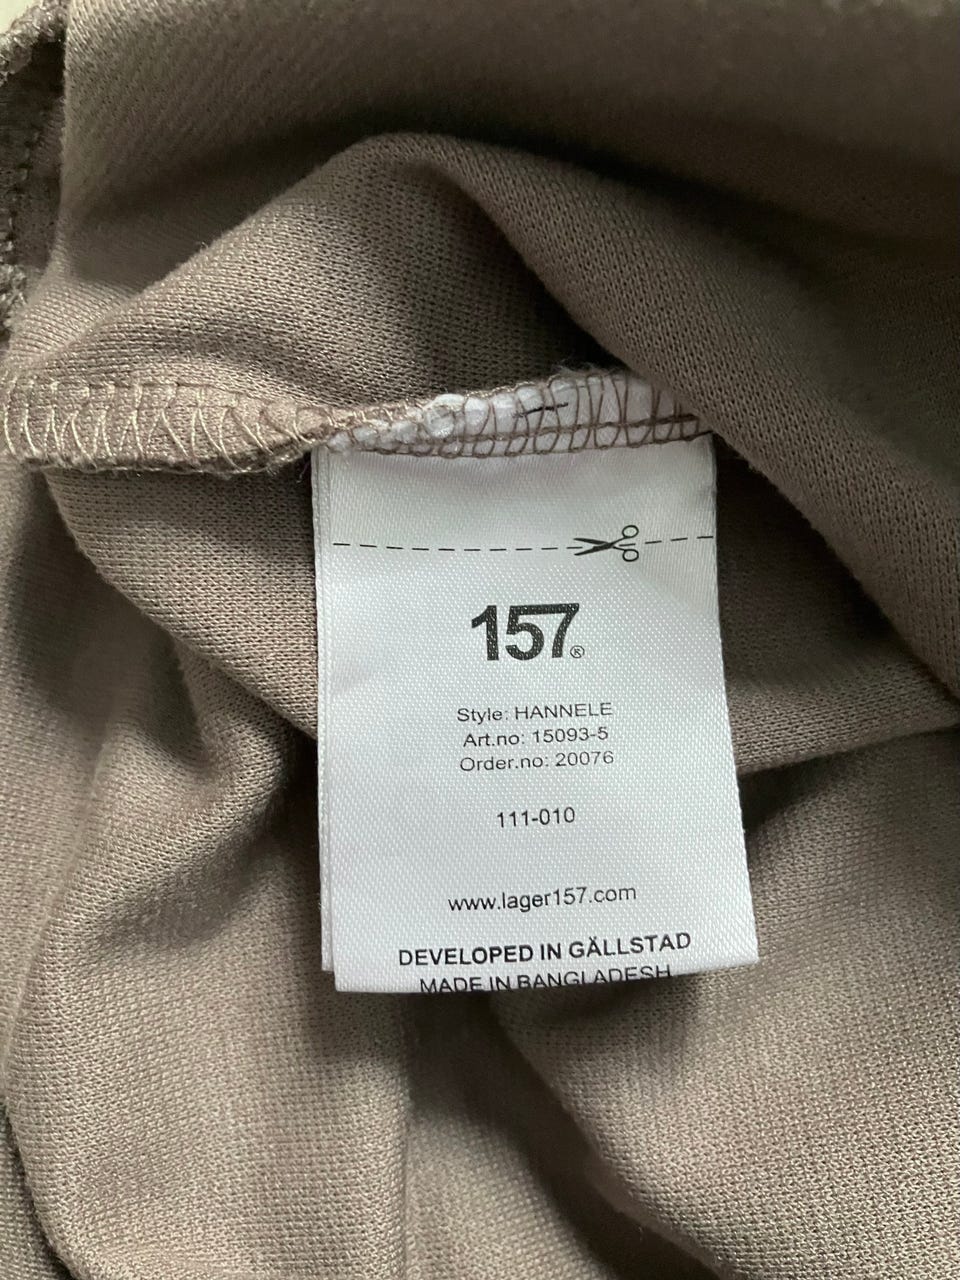 157®
Style: HANNELE
Art.no: 15093-5
Order.no: 20076
111-010
www.lager157.com
DEVELOPED IN GÄLLSTAD
MADE IN BANGLADESH